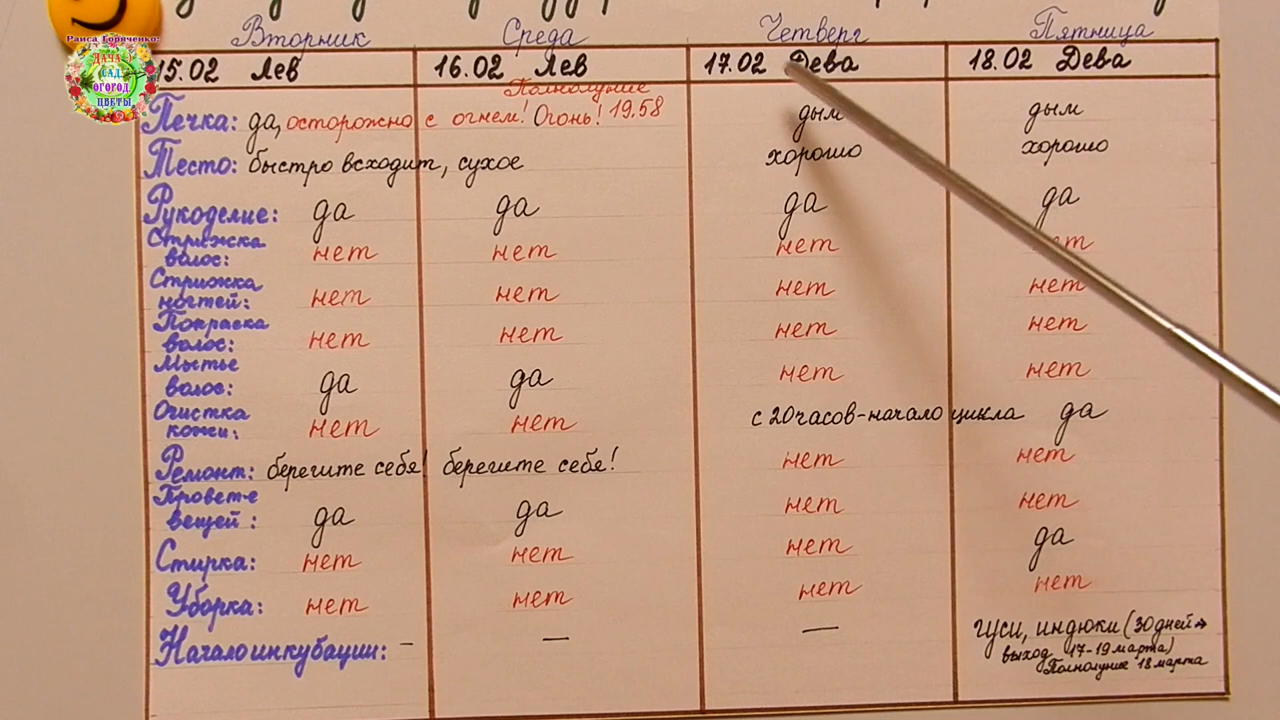 Раиса Горяченко:
ДАЧА
САД,
ОГОРОД,
ЦВЕТЫ
Вторник Среда Четверг Пятница
15.02 Лев 16.02 Лев 17.02 Дева 18.02 Дева
Полнолуние
Печка: да, осторожно с огнем! Огонь! 19.58 дым дым
Тесто: быстро всходит, сухое хорошо хорошо
Рукоделие: да да да да
Стрижка
волос: нет нет нет нет
Стрижка
ногтей: нет нет нет нет
Покраска
волос: нет нет нет нет
Мытье
волос: да да нет нет
Очистка
кожи: нет нет с 20 часов-начало цикла да
Ремонт: берегите себя! берегите себя! нет нет
Провет-е
вещей: да да нет нет
Стирка: нет нет нет да
Уборка: нет нет нет нет
Начало инкубации: – — — гуси, индюки (30 дней →
выход 17-19 марта)
Полнолуние 18 марта